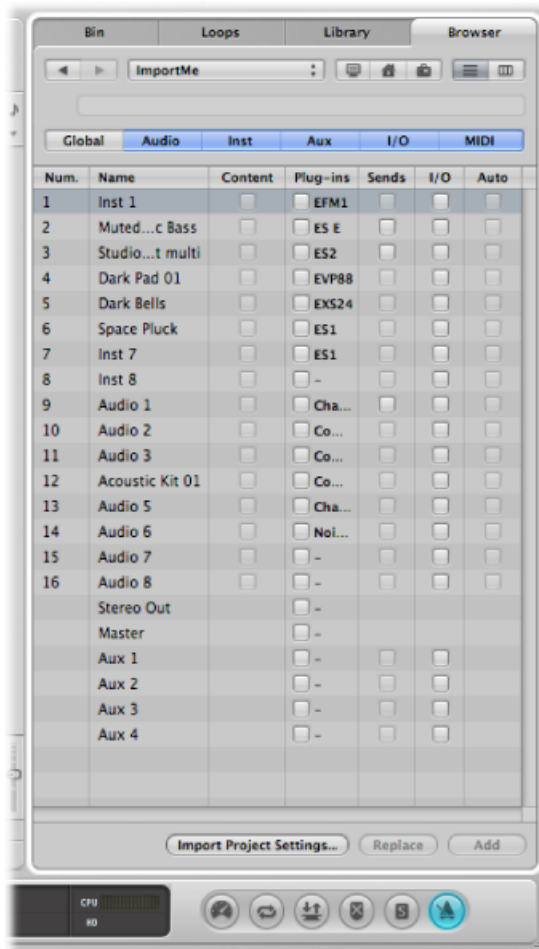 Bin Loops Library Browser
ImportMe
Global Audio Inst Aux I/O MIDI
Num. Name Content Plug-ins Sends I/O Auto
1 Inst 1 EFM1
2 Muted...c Bass ES E
3 Studio...t multi ES2
4 Dark Pad 01 EVP88
5 Dark Bells EXS24
6 Space Pluck ES1
7 Inst 7 ES1
8 Inst 8 -
9 Audio 1 Cha...
10 Audio 2 Co...
11 Audio 3 Co...
12 Acoustic Kit 01 Co...
13 Audio 5 Cha...
14 Audio 6 Noi...
15 Audio 7 -
16 Audio 8 -
Stereo Out -
Master -
Aux 1 -
Aux 2 -
Aux 3 -
Aux 4 -
Import Project Settings... Replace Add
CPU
HD
S